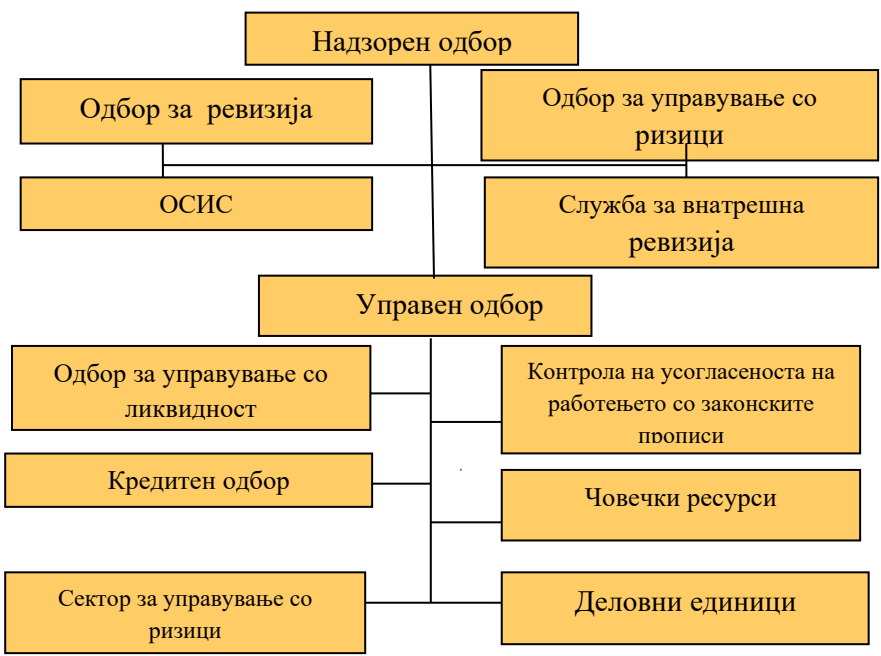 Надзорен одбор
Одбор за ревизија
Одбор за управување со
ризици
ОСИС
Служба за внатрешна
ревизија
Управен одбор
Одбор за управување со
ликвидност
Контрола на усогласеноста на
работењето со законските
прописи
Кредитен одбор
Човечки ресурси
Сектор за управување со
ризици
Деловни единици